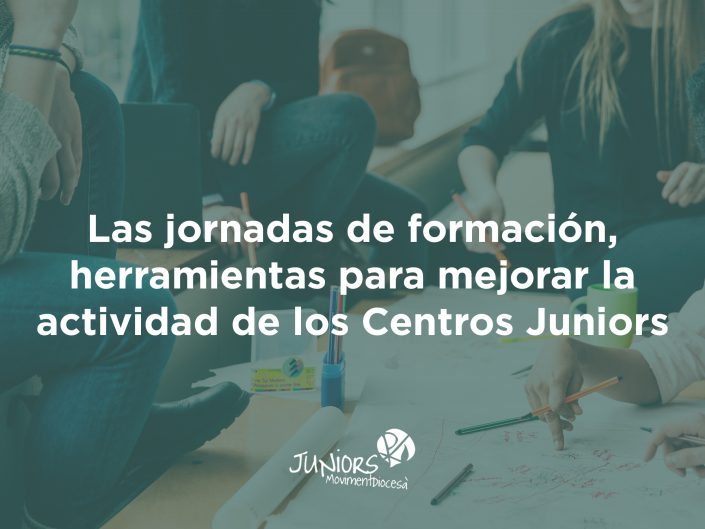 Las jornadas de formación,
herramientas para mejorar la
actividad de los Centros Juniors
JUNIORS
MovimentDiocesà